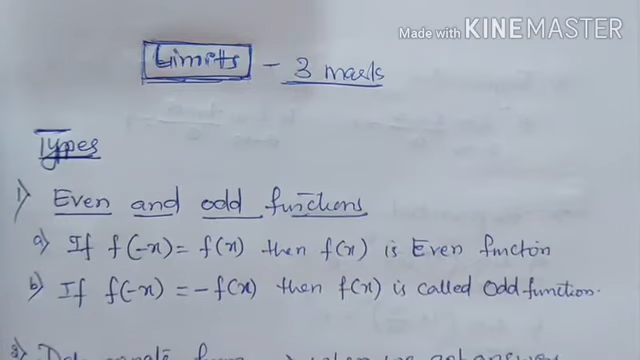 Made with KINEMASTER
Limits - 3 marks
Types
1) Even and odd functions
a) If f(-x) = f(x) then f(x) is Even function
b) If f(-x) = -f(x) then f(x) is called Odd function.